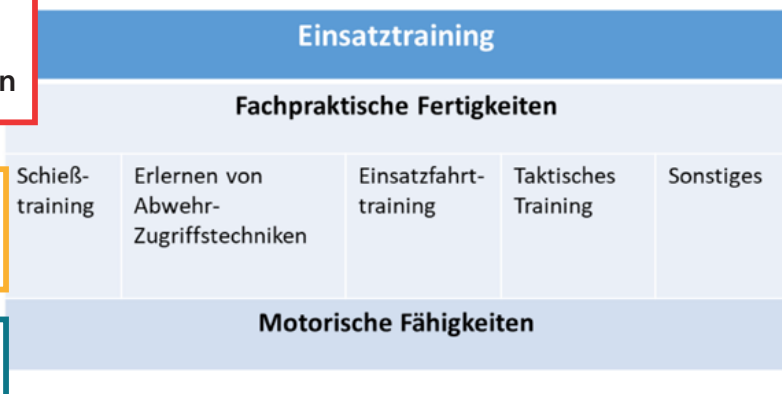 Einsatztraining
n
Fachpraktische Fertigkeiten
Schieß-
training
Erlernen von
Abwehr-
Zugriffstechniken
Einsatzfahrt-
training
Taktisches
Training
Sonstiges
Motorische Fähigkeiten